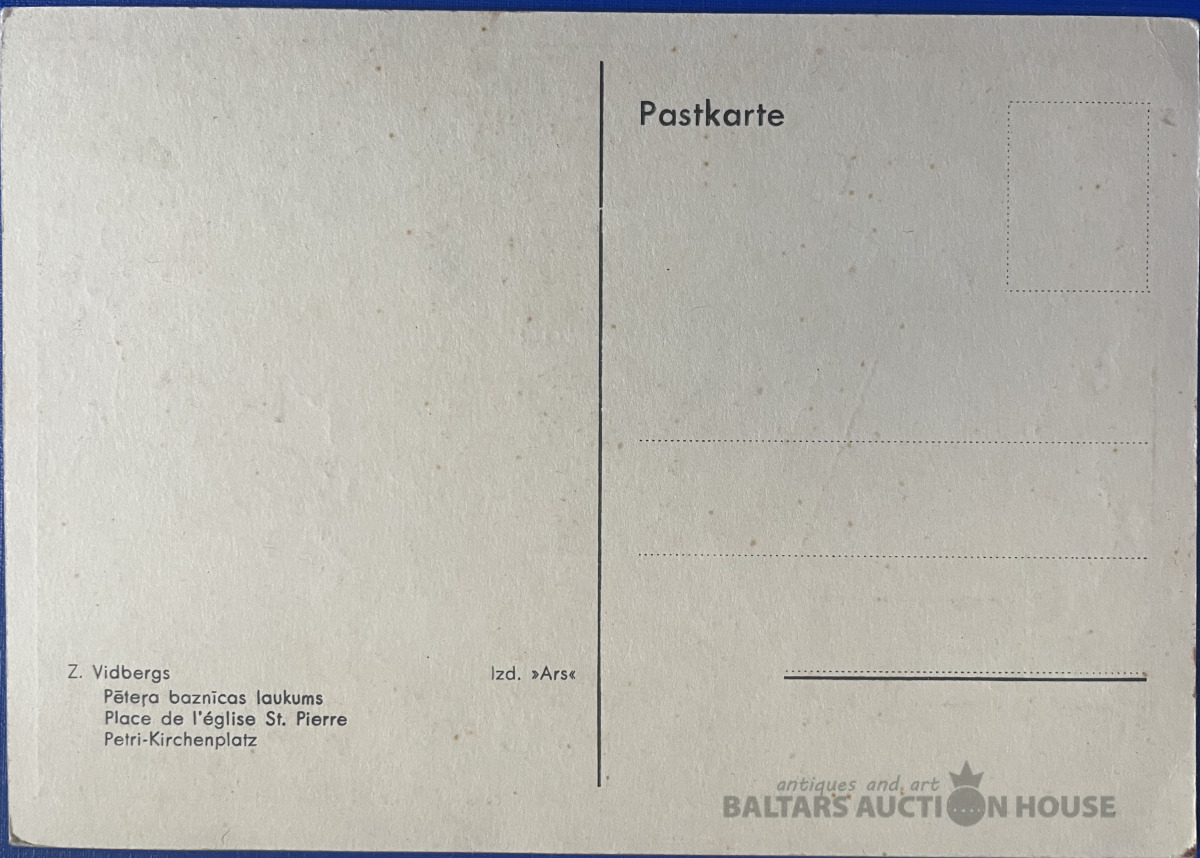 Pastkarte
Z. Vidbergs
Izd. »Ars«
Pēteŗa baznīcas laukums
Place de l'église St. Pierre
Petri-Kirchenplatz
antiques and art
BALTARS AUCTION HOUSE